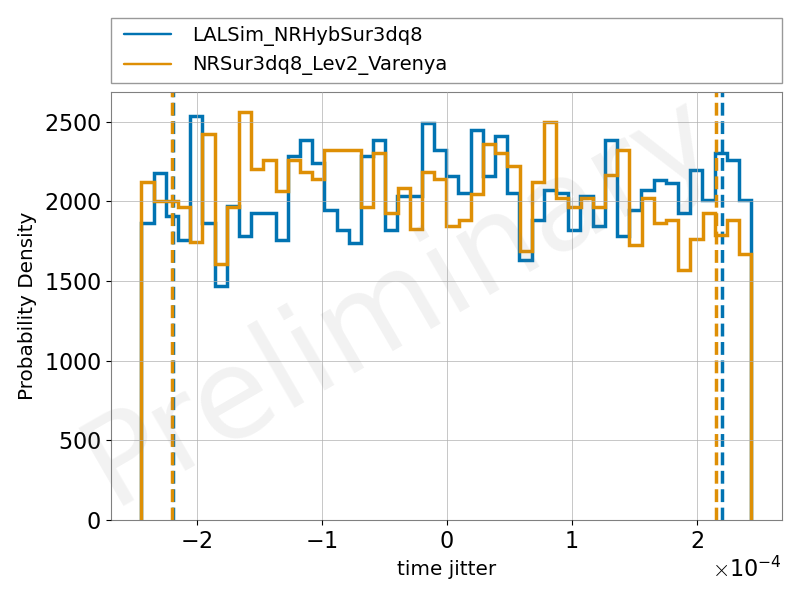 LALSim_NRHybSur3dq8
NRSur3dq8_Lev2_Varenya
2500
2000
1500
1000
500
0
Probability Density
Preliminary
−2
−1
0
1
2
time jitter
×10⁻⁴